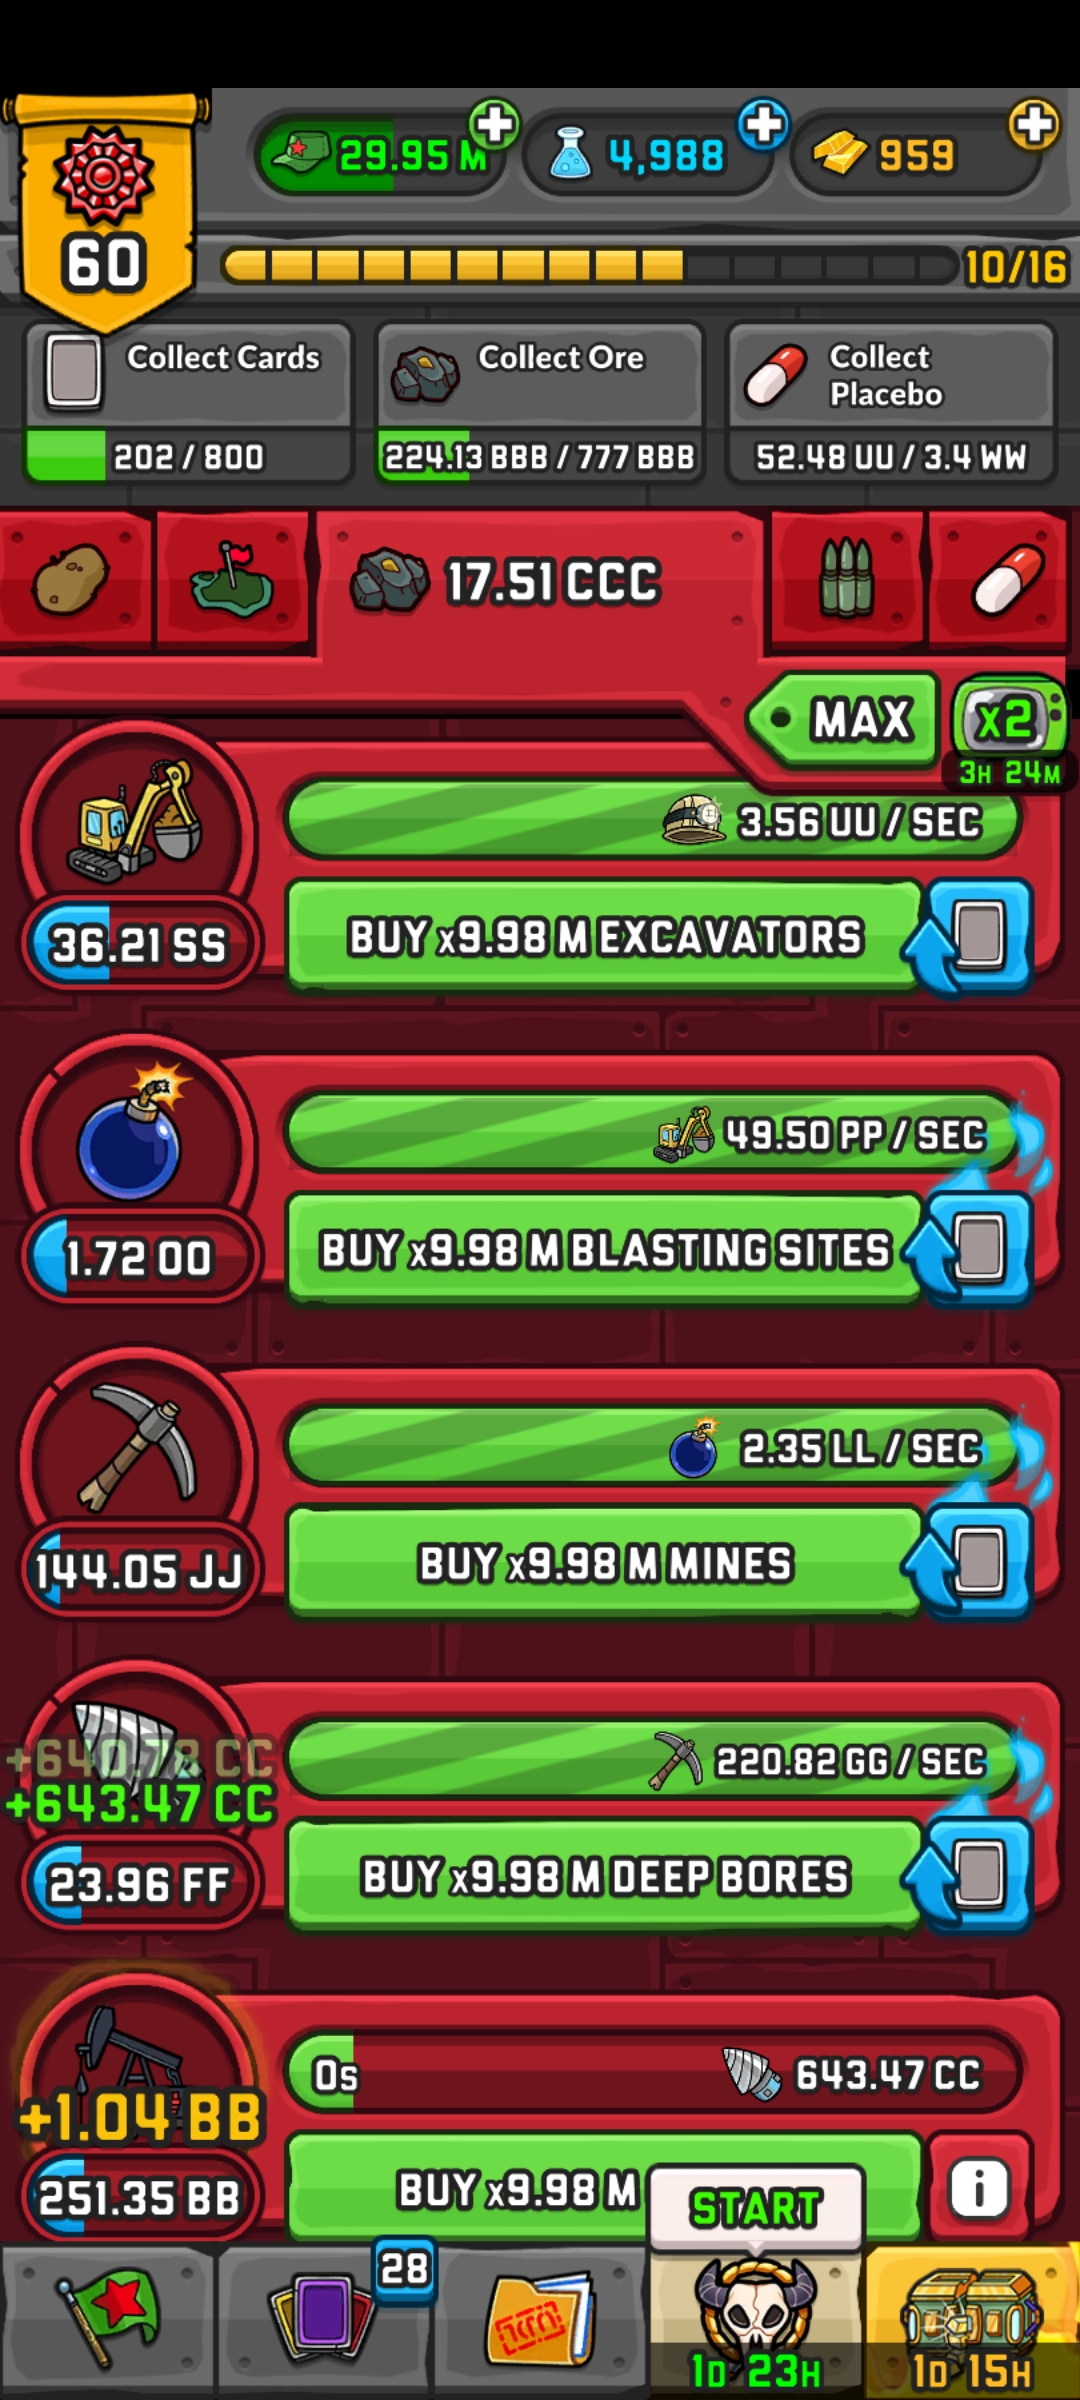 29.95 M
4,988
959
60
10/16
Collect Cards
202 / 800
Collect Ore
224.13 BBB / 777 BBB
Collect
Placebo
52.48 UU / 3.4 WW
17.51 CCC
MAX
x2
3H 24M
3.56 UU / SEC
36.21 SS
BUY x9.98 M EXCAVATORS
49.50 PP / SEC
1.72 OO
BUY x9.98 M BLASTING SITES
2.35 LL / SEC
144.05 JJ
BUY x9.98 M MINES
220.82 GG / SEC
+640.78 CC
+643.47 CC
23.96 FF
BUY x9.98 M DEEP BORES
0s
643.47 CC
+1.04 BB
251.35 BB
BUY x9.98 M
i
START
28
1D 23H
1D 15H